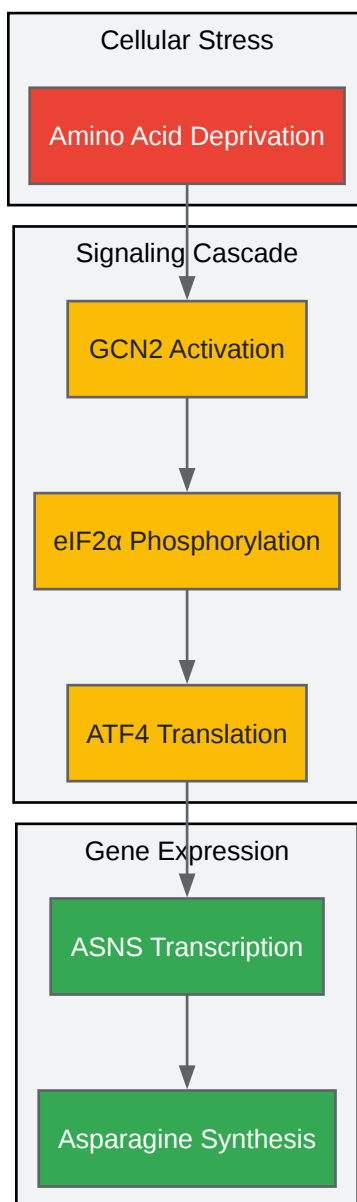 Cellular Stress
Amino Acid Deprivation
Signaling Cascade
GCN2 Activation
eIF2α Phosphorylation
ATF4 Translation
Gene Expression
ASNS Transcription
Asparagine Synthesis